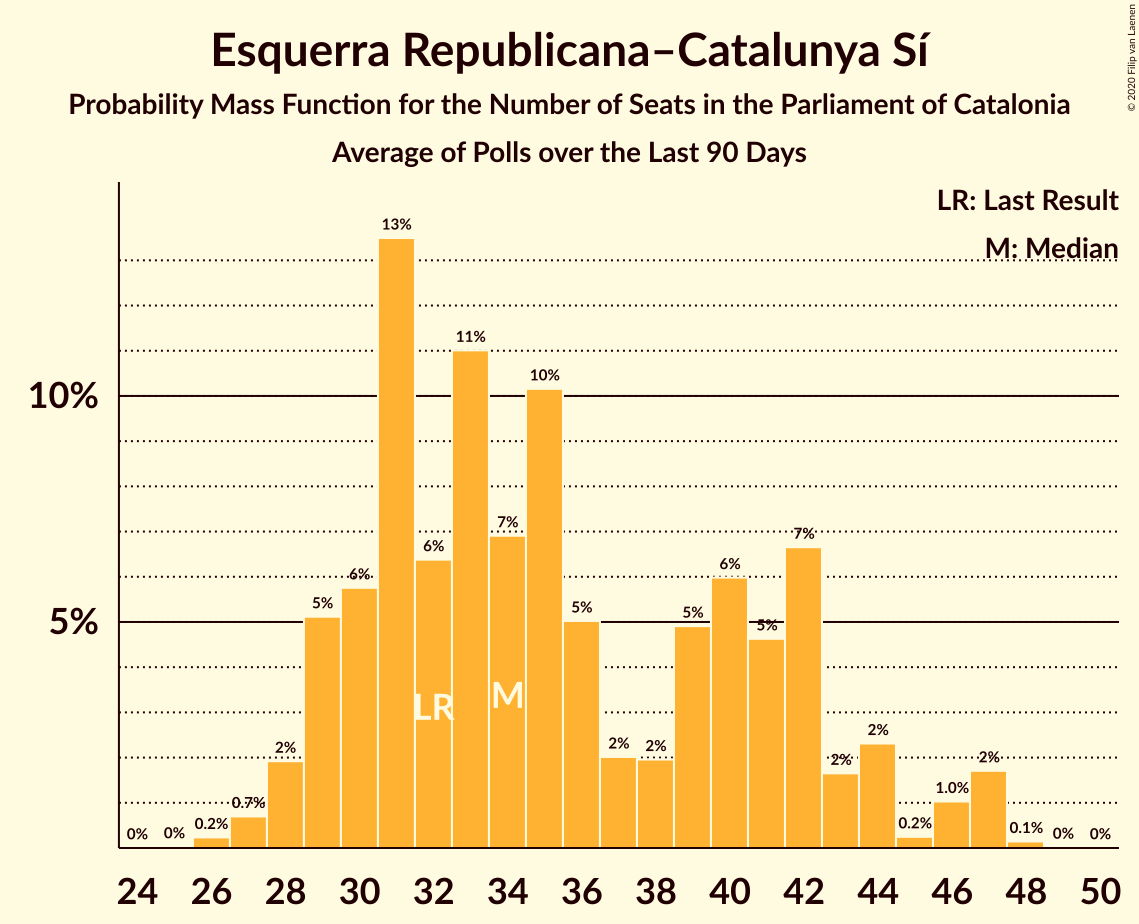 Esquerra Republicana–Catalunya Sí
Probability Mass Function for the Number of Seats in the Parliament of Catalonia
Average of Polls over the Last 90 Days
© 2020 Filip van Laenen
LR: Last Result
M: Median
10%
5%
0% 0% 0.2% 0.7% 2% 5% 6% 13% 6% 11% 7% 10% 5% 2% 2% 5% 6% 5% 7% 2% 2% 0.2% 1.0% 2% 0.1% 0% 0%
LR M
24 26 28 30 32 34 36 38 40 42 44 46 48 50